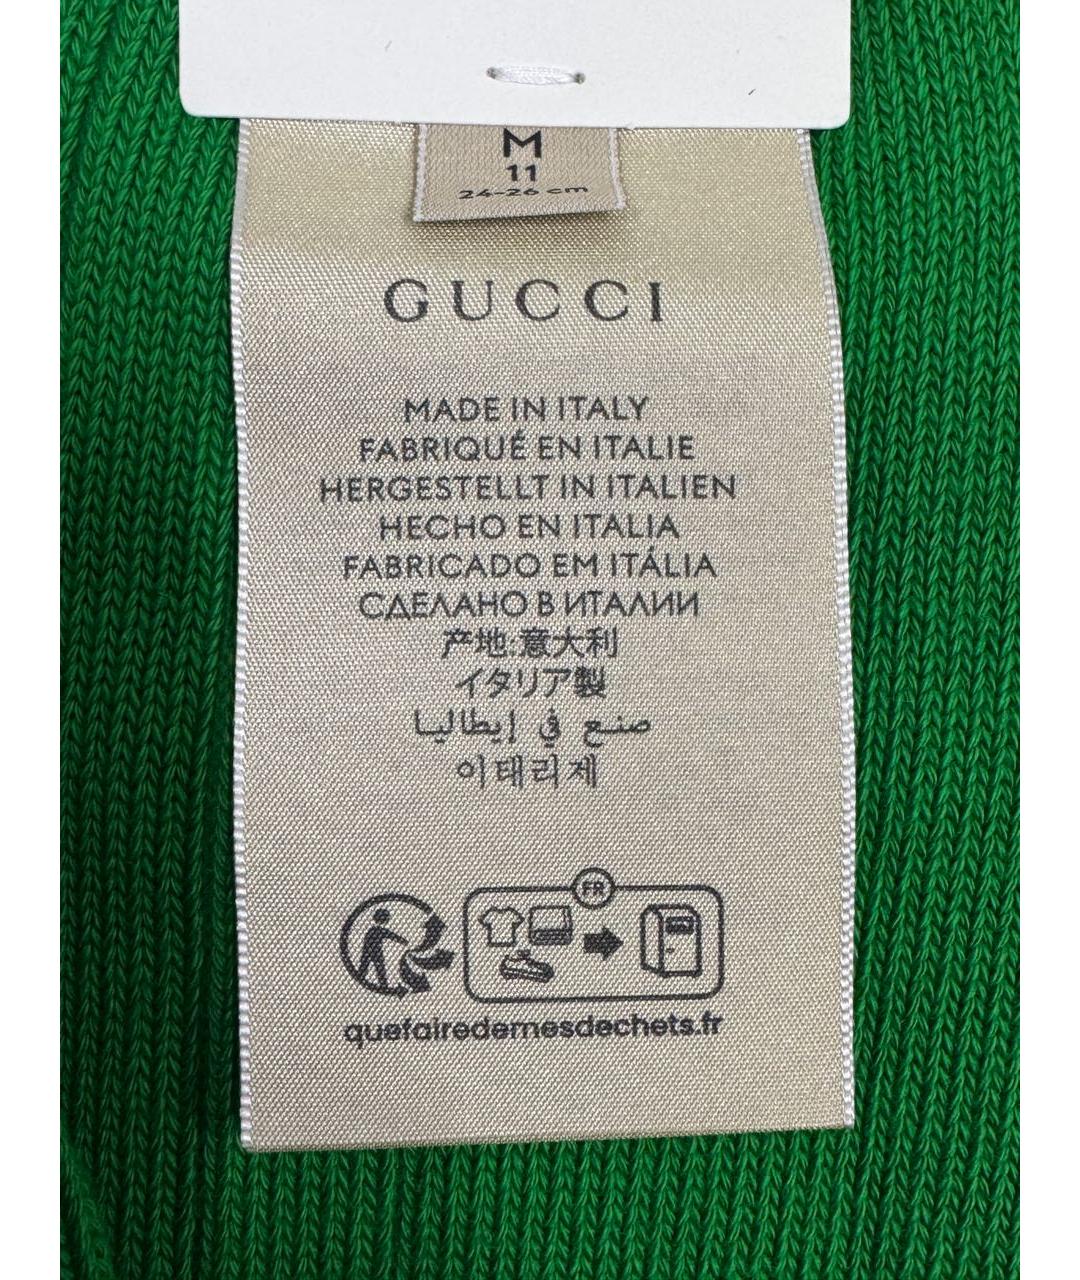 M
11
24-26 cm
GUCCI
MADE IN ITALY
FABRIQUÉ EN ITALIE
HERGESTELLT IN ITALIEN
HECHO EN ITALIA
FABRICADO EM ITÁLIA
СДЕЛАНО В ИТАЛИИ
产地:意大利
イタリア製
صنع في إيطاليا
이태리제
FR
quefairedemesdechets.fr